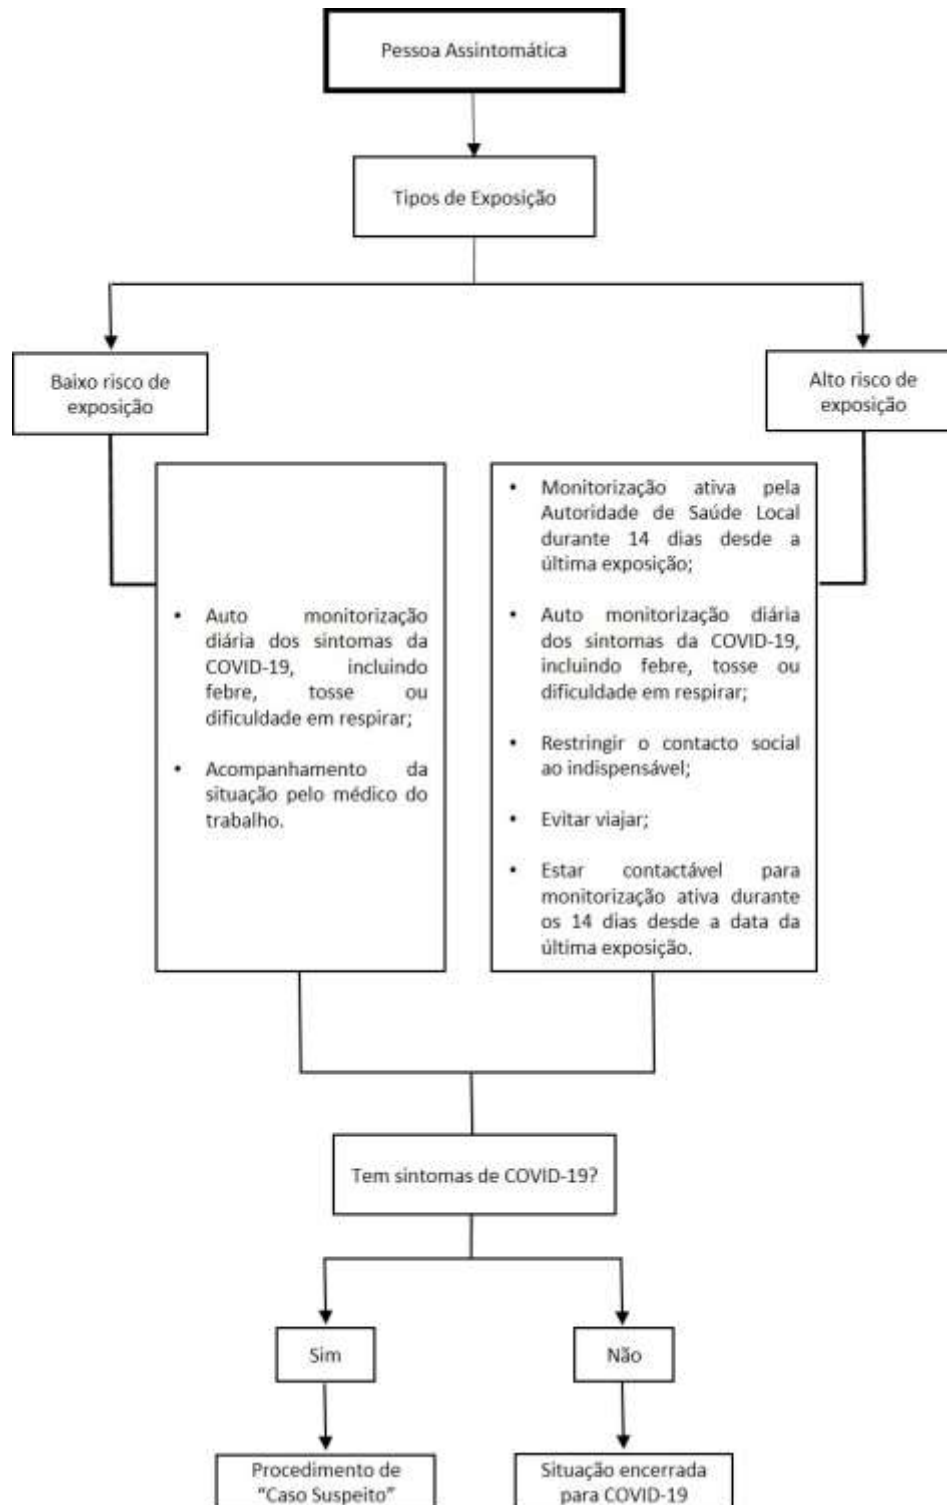 Pessoa Assintomática
Tipos de Exposição
Baixo risco de
exposição
Alto risco de
exposição
• Auto monitorização
diária dos sintomas da
COVID-19, incluindo
febre, tosse ou
dificuldade em respirar;
• Acompanhamento da
situação pelo médico do
trabalho.
• Monitorização ativa pela
Autoridade de Saúde Local
durante 14 dias desde a
última exposição;
• Auto monitorização diária
dos sintomas da COVID-19,
incluindo febre, tosse ou
dificuldade em respirar;
• Restringir o contacto social
ao indispensável;
• Evitar viajar;
• Estar contactável para
monitorização ativa durante
os 14 dias desde a data da
última exposição.
Tem sintomas de COVID-19?
Sim
Não
Procedimento de
"Caso Suspeito"
Situação encerrada
para COVID-19